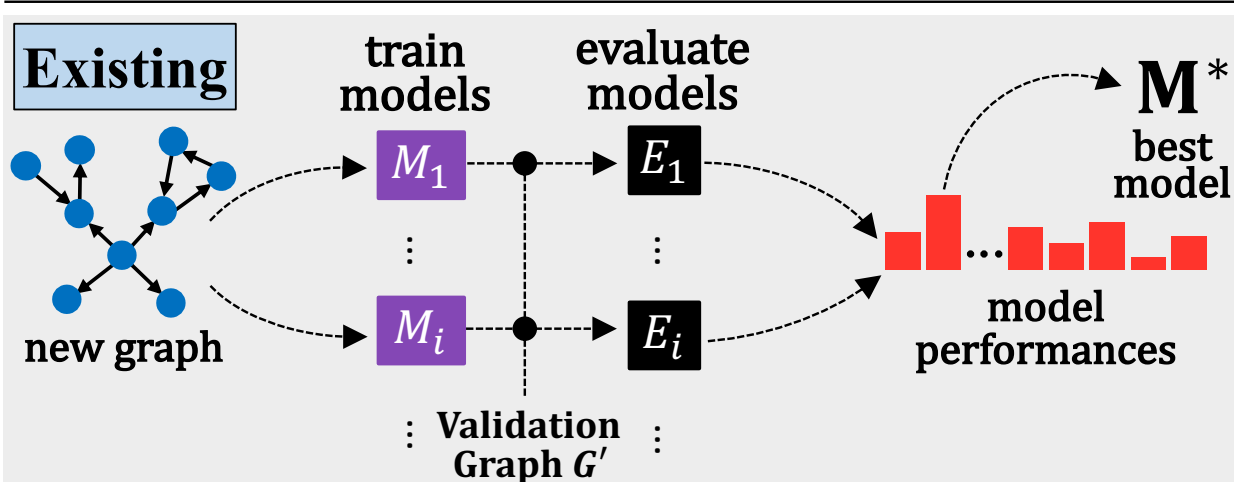 Existing
train
models
evaluate
models
M*
best
model
M₁
E₁
⋮
⋮
...
Mᵢ
Eᵢ
new graph
model
performances
⋮
Validation
Graph G′
⋮